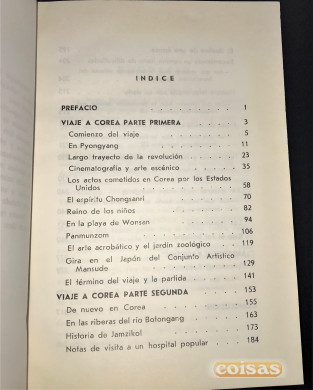 INDICE
PREFACIO . . . . . . . . 1
VIAJE A COREA PARTE PRIMERA . . . . 3
Comienzo del viaje . . . . . . 5
En Pyongyang . . . . . . . 11
Largo trayecto de la revolución . . . . 23
Cinematografía y arte escénico . . . . 35
Los actos cometidos en Corea por los Estados
Unidos . . . . . . . . 58
El espíritu Chongsanri . . . . . 70
Reino de los niños . . . . . . 82
En la playa de Wonsan . . . . . 94
Panmunzom . . . . . . . 106
El arte acrobático y el jardín zoológico . . . 119
Gira en el Jepón del Conjunto Artístico
Mansude . . . . . . . . 129
El término del viaje y la partida . . . . 141
VIAJE A COREA PARTE SEGUNDA . . . . 153
De nuevo en Corea . . . . . . 155
En las riberas del río Botongang . . . . 163
Historia de Jamzikol . . . . . . 173
Notas de visita a un hospital popular . . . 184
coisas